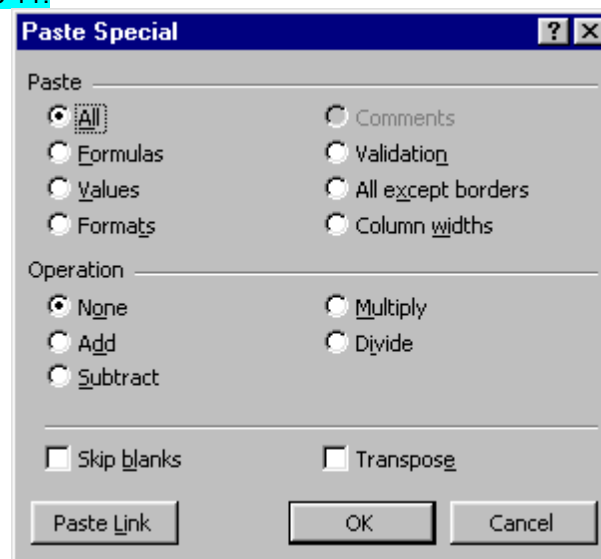 Paste Special
Paste
All
Comments
Formulas
Validation
Values
All except borders
Formats
Column widths
Operation
None
Multiply
Add
Divide
Subtract
Skip blanks
Transpose
Paste Link
OK
Cancel